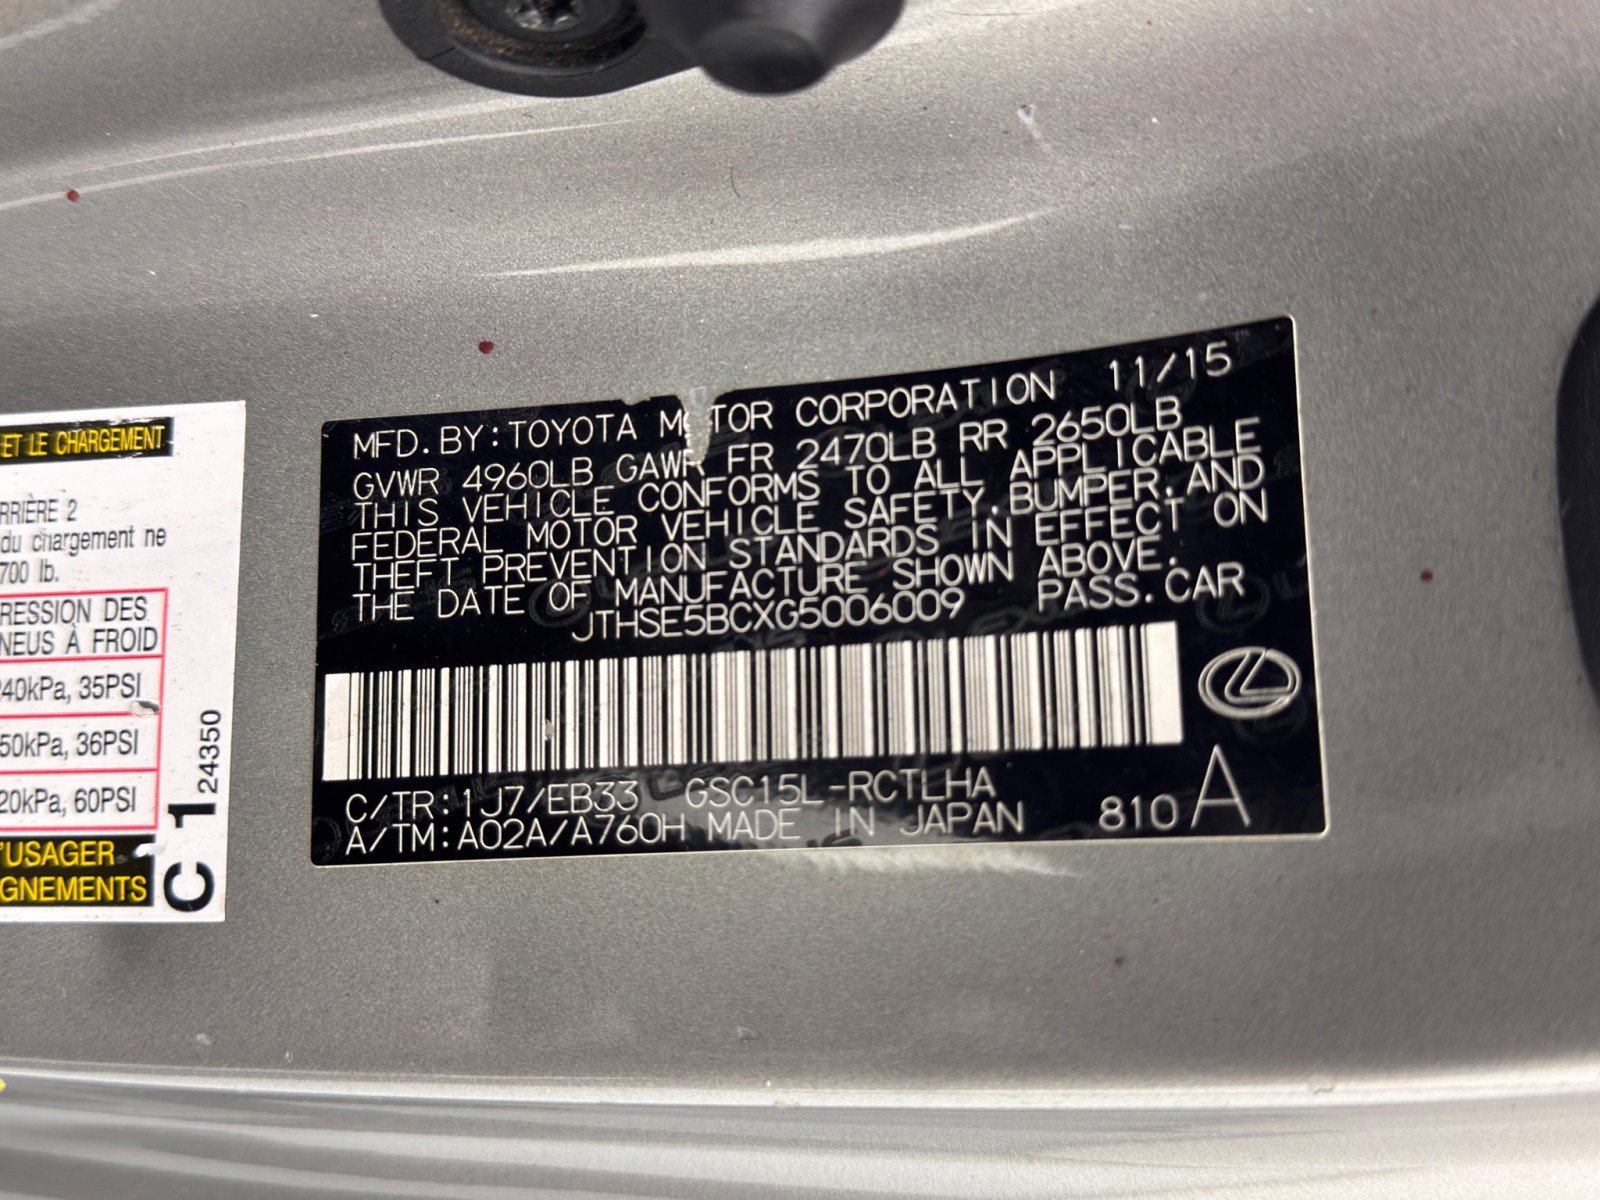 ET LE CHARGEMENT
RRIÈRE 2
du chargement ne
700 lb.
RESSION DES
NEUS À FROID
240kPa, 35PSI
50kPa, 36PSI
20kPa, 60PSI
'USAGER
GNEMENTS
C 1 24350
MFD.BY:TOYOTA MOTOR CORPORATION 11/15
GVWR 4960LB GAWR FR 2470LB RR 2650LB
THIS VEHICLE CONFORMS TO ALL APPLICABLE
FEDERAL MOTOR VEHICLE SAFETY,BUMPER,AND
THEFT PREVENTION STANDARDS IN EFFECT ON
THE DATE OF MANUFACTURE SHOWN ABOVE.
JTHSE5BCXG5006009 PASS.CAR
C/TR:1J7/EB33 GSC15L-RCTLHA
A/TM:A02A/A760H MADE IN JAPAN 810 A